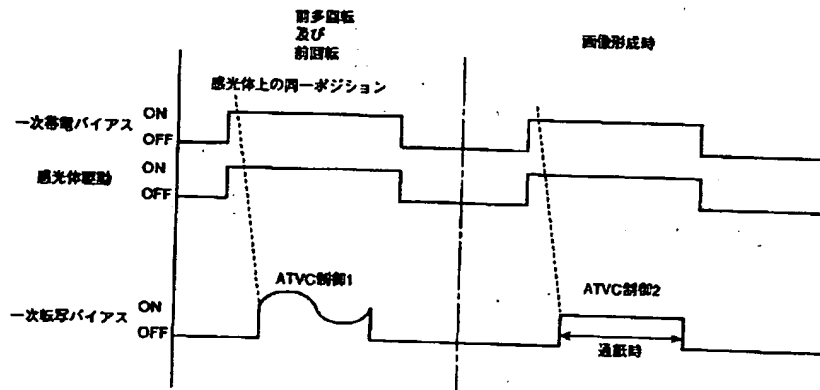 前多回転
及び
前回転
画像形成時
感光体上の同一ポジション
一次帯電バイアス
ON
OFF
感光体駆動
ON
OFF
ATVC制御1
ATVC制御2
一次転写バイアス
ON
OFF
通紙時